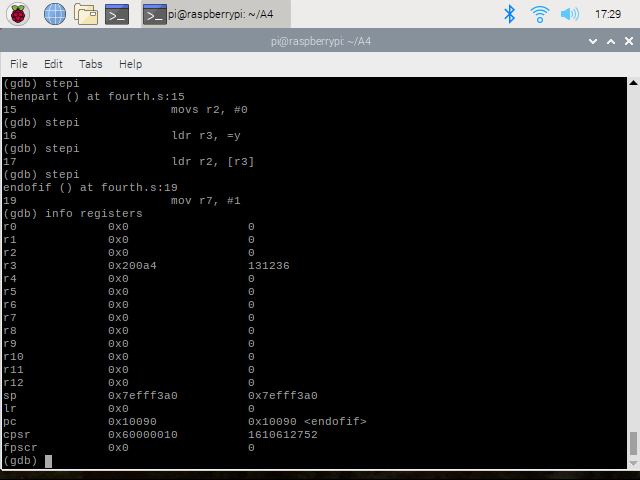 pi@raspberrypi: ~/A4
17:29
pi@raspberrypi: ~/A4
File Edit Tabs Help
(gdb) stepi
thenpart () at fourth.s:15
15 movs r2, #0
(gdb) stepi
16 ldr r3, =y
(gdb) stepi
17 ldr r2, [r3]
(gdb) stepi
endofif () at fourth.s:19
19 mov r7, #1
(gdb) info registers
r0 0x0 0
r1 0x0 0
r2 0x0 0
r3 0x200a4 131236
r4 0x0 0
r5 0x0 0
r6 0x0 0
r7 0x0 0
r8 0x0 0
r9 0x0 0
r10 0x0 0
r11 0x0 0
r12 0x0 0
sp 0x7efff3a0 0x7efff3a0
lr 0x0 0
pc 0x10090 0x10090 <endofif>
cpsr 0x60000010 1610612752
fpscr 0x0 0
(gdb)